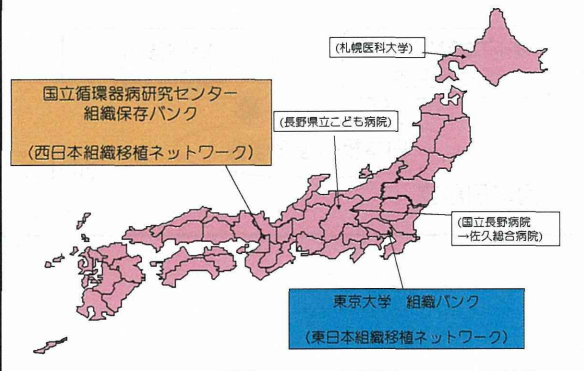 (札幌医科大学)
国立循環器病研究センター
組織保存バンク
(西日本組織移植ネットワーク)
(長野県立こども病院)
(国立長野病院
→佐久総合病院)
東京大学 組織バンク
(東日本組織移植ネットワーク)